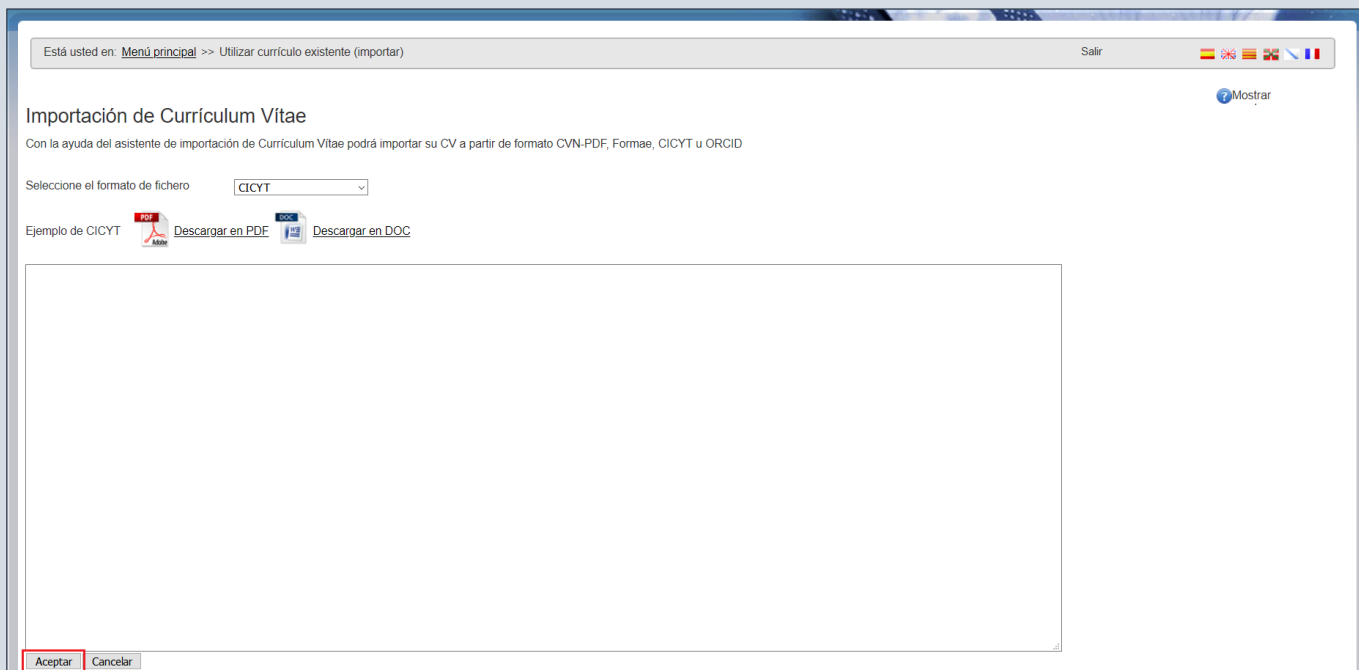 Está usted en: Menú principal >> Utilizar currículo existente (importar) Salir
Mostrar
Importación de Currículum Vítae
Con la ayuda del asistente de importación de Currículum Vítae podrá importar su CV a partir de formato CVN-PDF, Formae, CICYT u ORCID
Seleccione el formato de fichero CICYT
Ejemplo de CICYT PDF Adobe Descargar en PDF DOC Descargar en DOC
Aceptar Cancelar